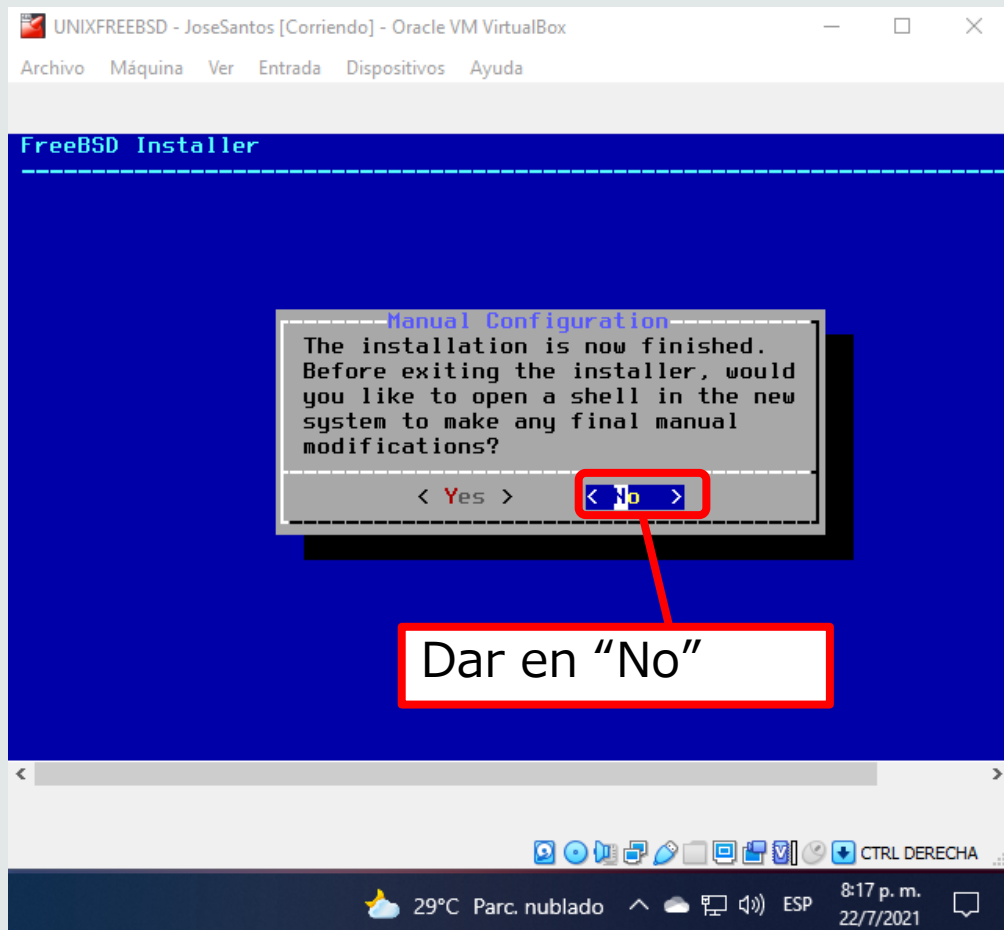 UNIXFREEBSD - JoseSantos [Corriendo] - Oracle VM VirtualBox
Archivo Máquina Ver Entrada Dispositivos Ayuda
FreeBSD Installer
Manual Configuration
The installation is now finished.
Before exiting the installer, would
you like to open a shell in the new
system to make any final manual
modifications?
< Yes > < No >
Dar en “No”
CTRL DERECHA
29°C Parc. nublado ESP 8:17 p. m.
22/7/2021